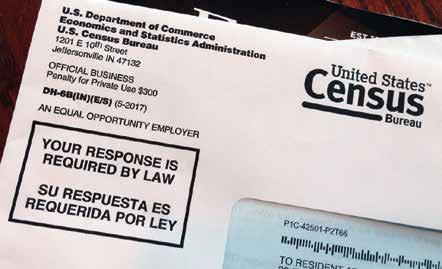 U.S. Department of Commerce
Economics and Statistics Administration
U.S. Census Bureau
1201 E 10th Street
Jeffersonville IN 47132
OFFICIAL BUSINESS
Penalty for Private Use $300
DH-6B(IN)(E/S) (5-2017)
AN EQUAL OPPORTUNITY EMPLOYER
YOUR RESPONSE IS
REQUIRED BY LAW
SU RESPUESTA ES
REQUERIDA POR LEY
United States™
Census
Bureau
P1C-42501-P2T66
TO RESIDENT
EST